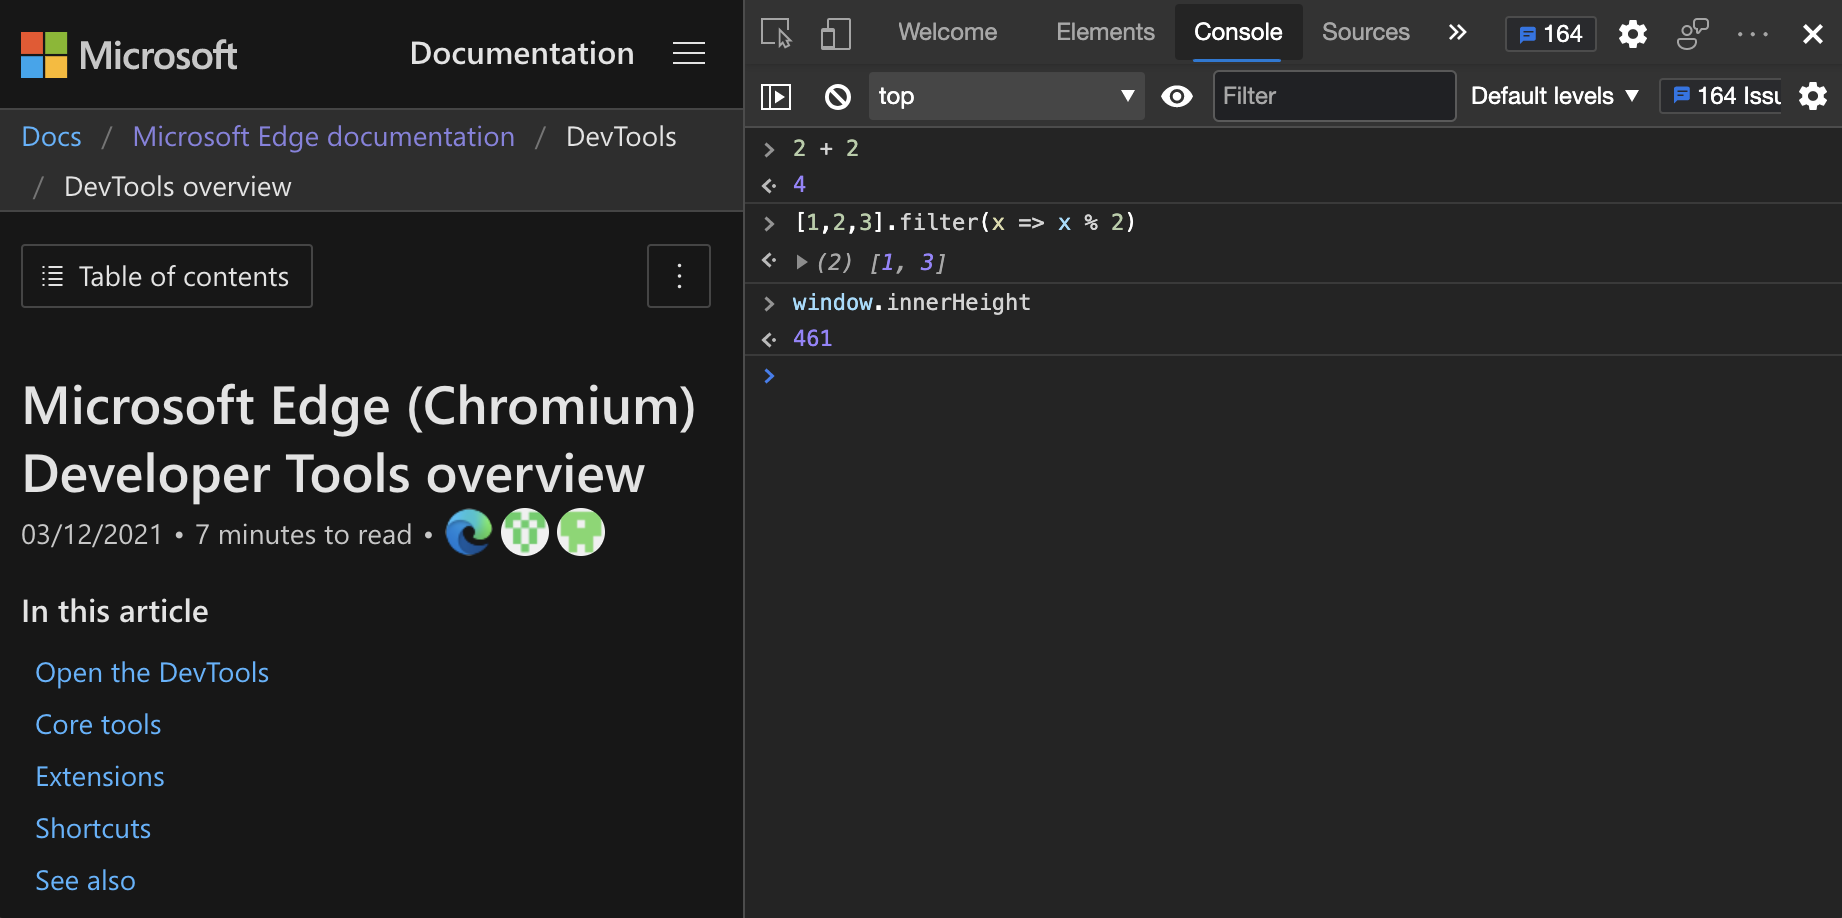 Microsoft
Documentation
Docs / Microsoft Edge documentation / DevTools
/ DevTools overview
Table of contents
Microsoft Edge (Chromium)
Developer Tools overview
03/12/2021 • 7 minutes to read •
In this article
Open the DevTools
Core tools
Extensions
Shortcuts
See also
Welcome Elements Console Sources » 164
top Filter Default levels 164 Issu
> 2 + 2
4
> [1,2,3].filter(x => x % 2)
(2) [1, 3]
> window.innerHeight
461
>